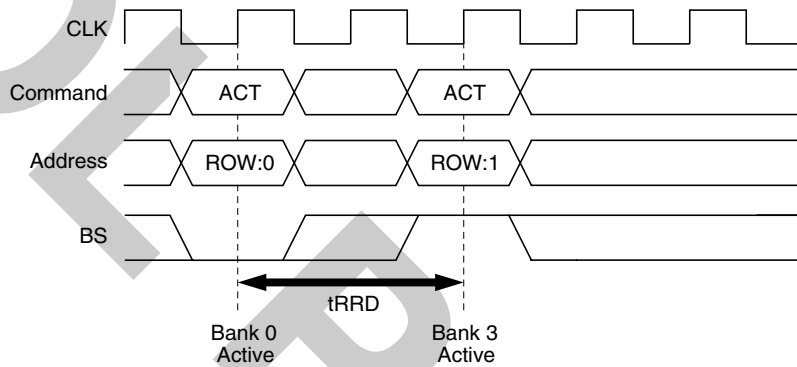 CLK
Command ACT ACT
Address ROW:0 ROW:1
BS
tRRD
Bank 0 Bank 3
Active Active